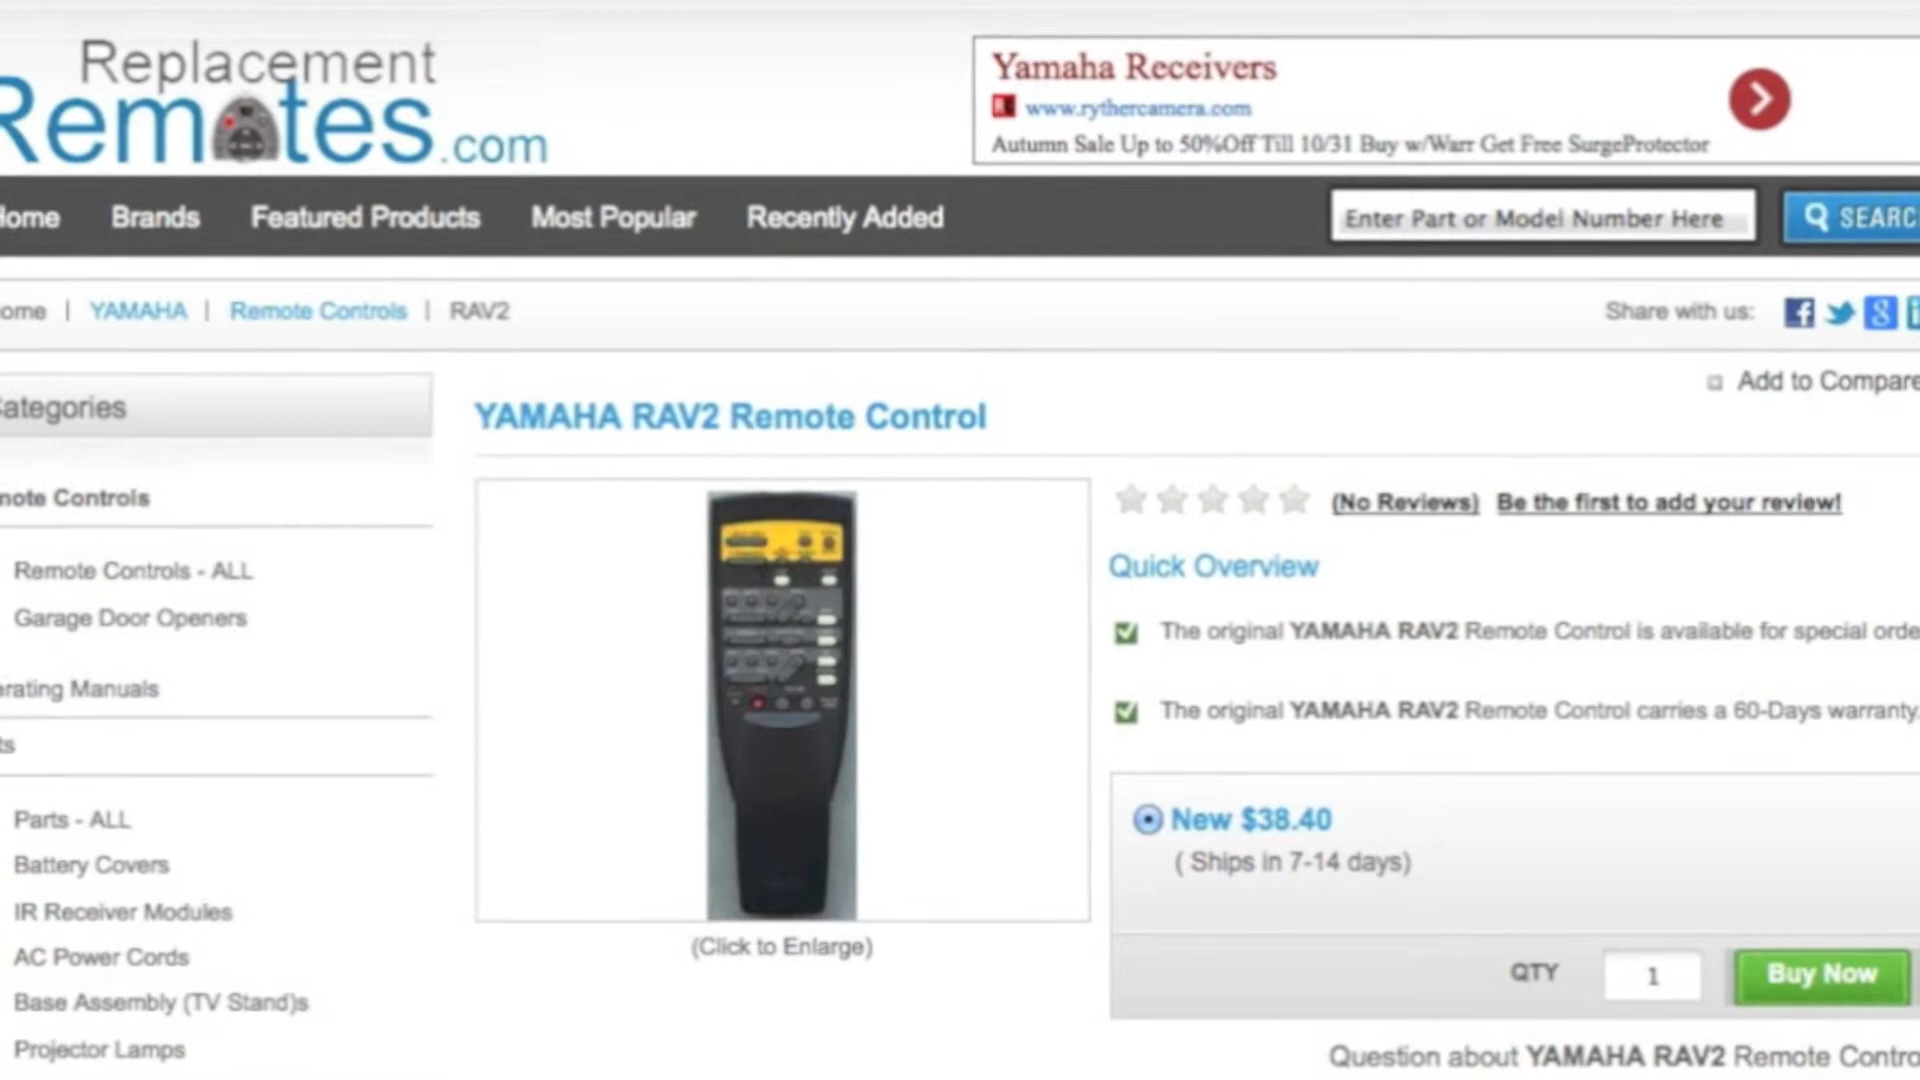 Replacement
Remotes.com
Yamaha Receivers
www.rythercamera.com
Autumn Sale Up to 50%Off Till 10/31 Buy w/Warr Get Free SurgeProtector
ome
Brands
Featured Products
Most Popular
Recently Added
Enter Part or Model Number Here
SEARC
ome | YAMAHA | Remote Controls | RAV2
Share with us:
ategories
Add to Compare
YAMAHA RAV2 Remote Control
mote Controls
(No Reviews) Be the first to add your review!
Quick Overview
Remote Controls - ALL
Garage Door Openers
The original YAMAHA RAV2 Remote Control is available for special orde
erating Manuals
The original YAMAHA RAV2 Remote Control carries a 60-Days warranty.
ts
Parts - ALL
Battery Covers
IR Receiver Modules
AC Power Cords
Base Assembly (TV Stand)s
Projector Lamps
New $38.40
( Ships in 7-14 days)
(Click to Enlarge)
QTY
1
Buy Now
Question about YAMAHA RAV2 Remote Contro